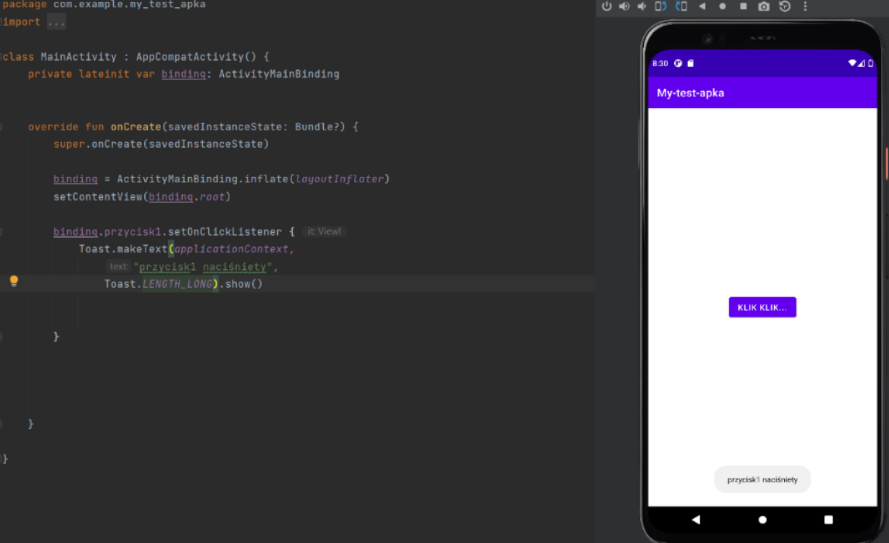 package com.example.my_test_apka
import ...
class MainActivity : AppCompatActivity() {
private lateinit var binding: ActivityMainBinding
override fun onCreate(savedInstanceState: Bundle?) {
super.onCreate(savedInstanceState)
binding = ActivityMainBinding.inflate(layoutInflater)
setContentView(binding.root)
binding.przycisk1.setOnClickListener { it: View!
Toast.makeText(applicationContext,
text: "przycisk1 naciśniety",
Toast.LENGTH_LONG).show()
}
}
}
8:30
My-test-apka
KLIK KLIK...
przycisk1 naciśniety